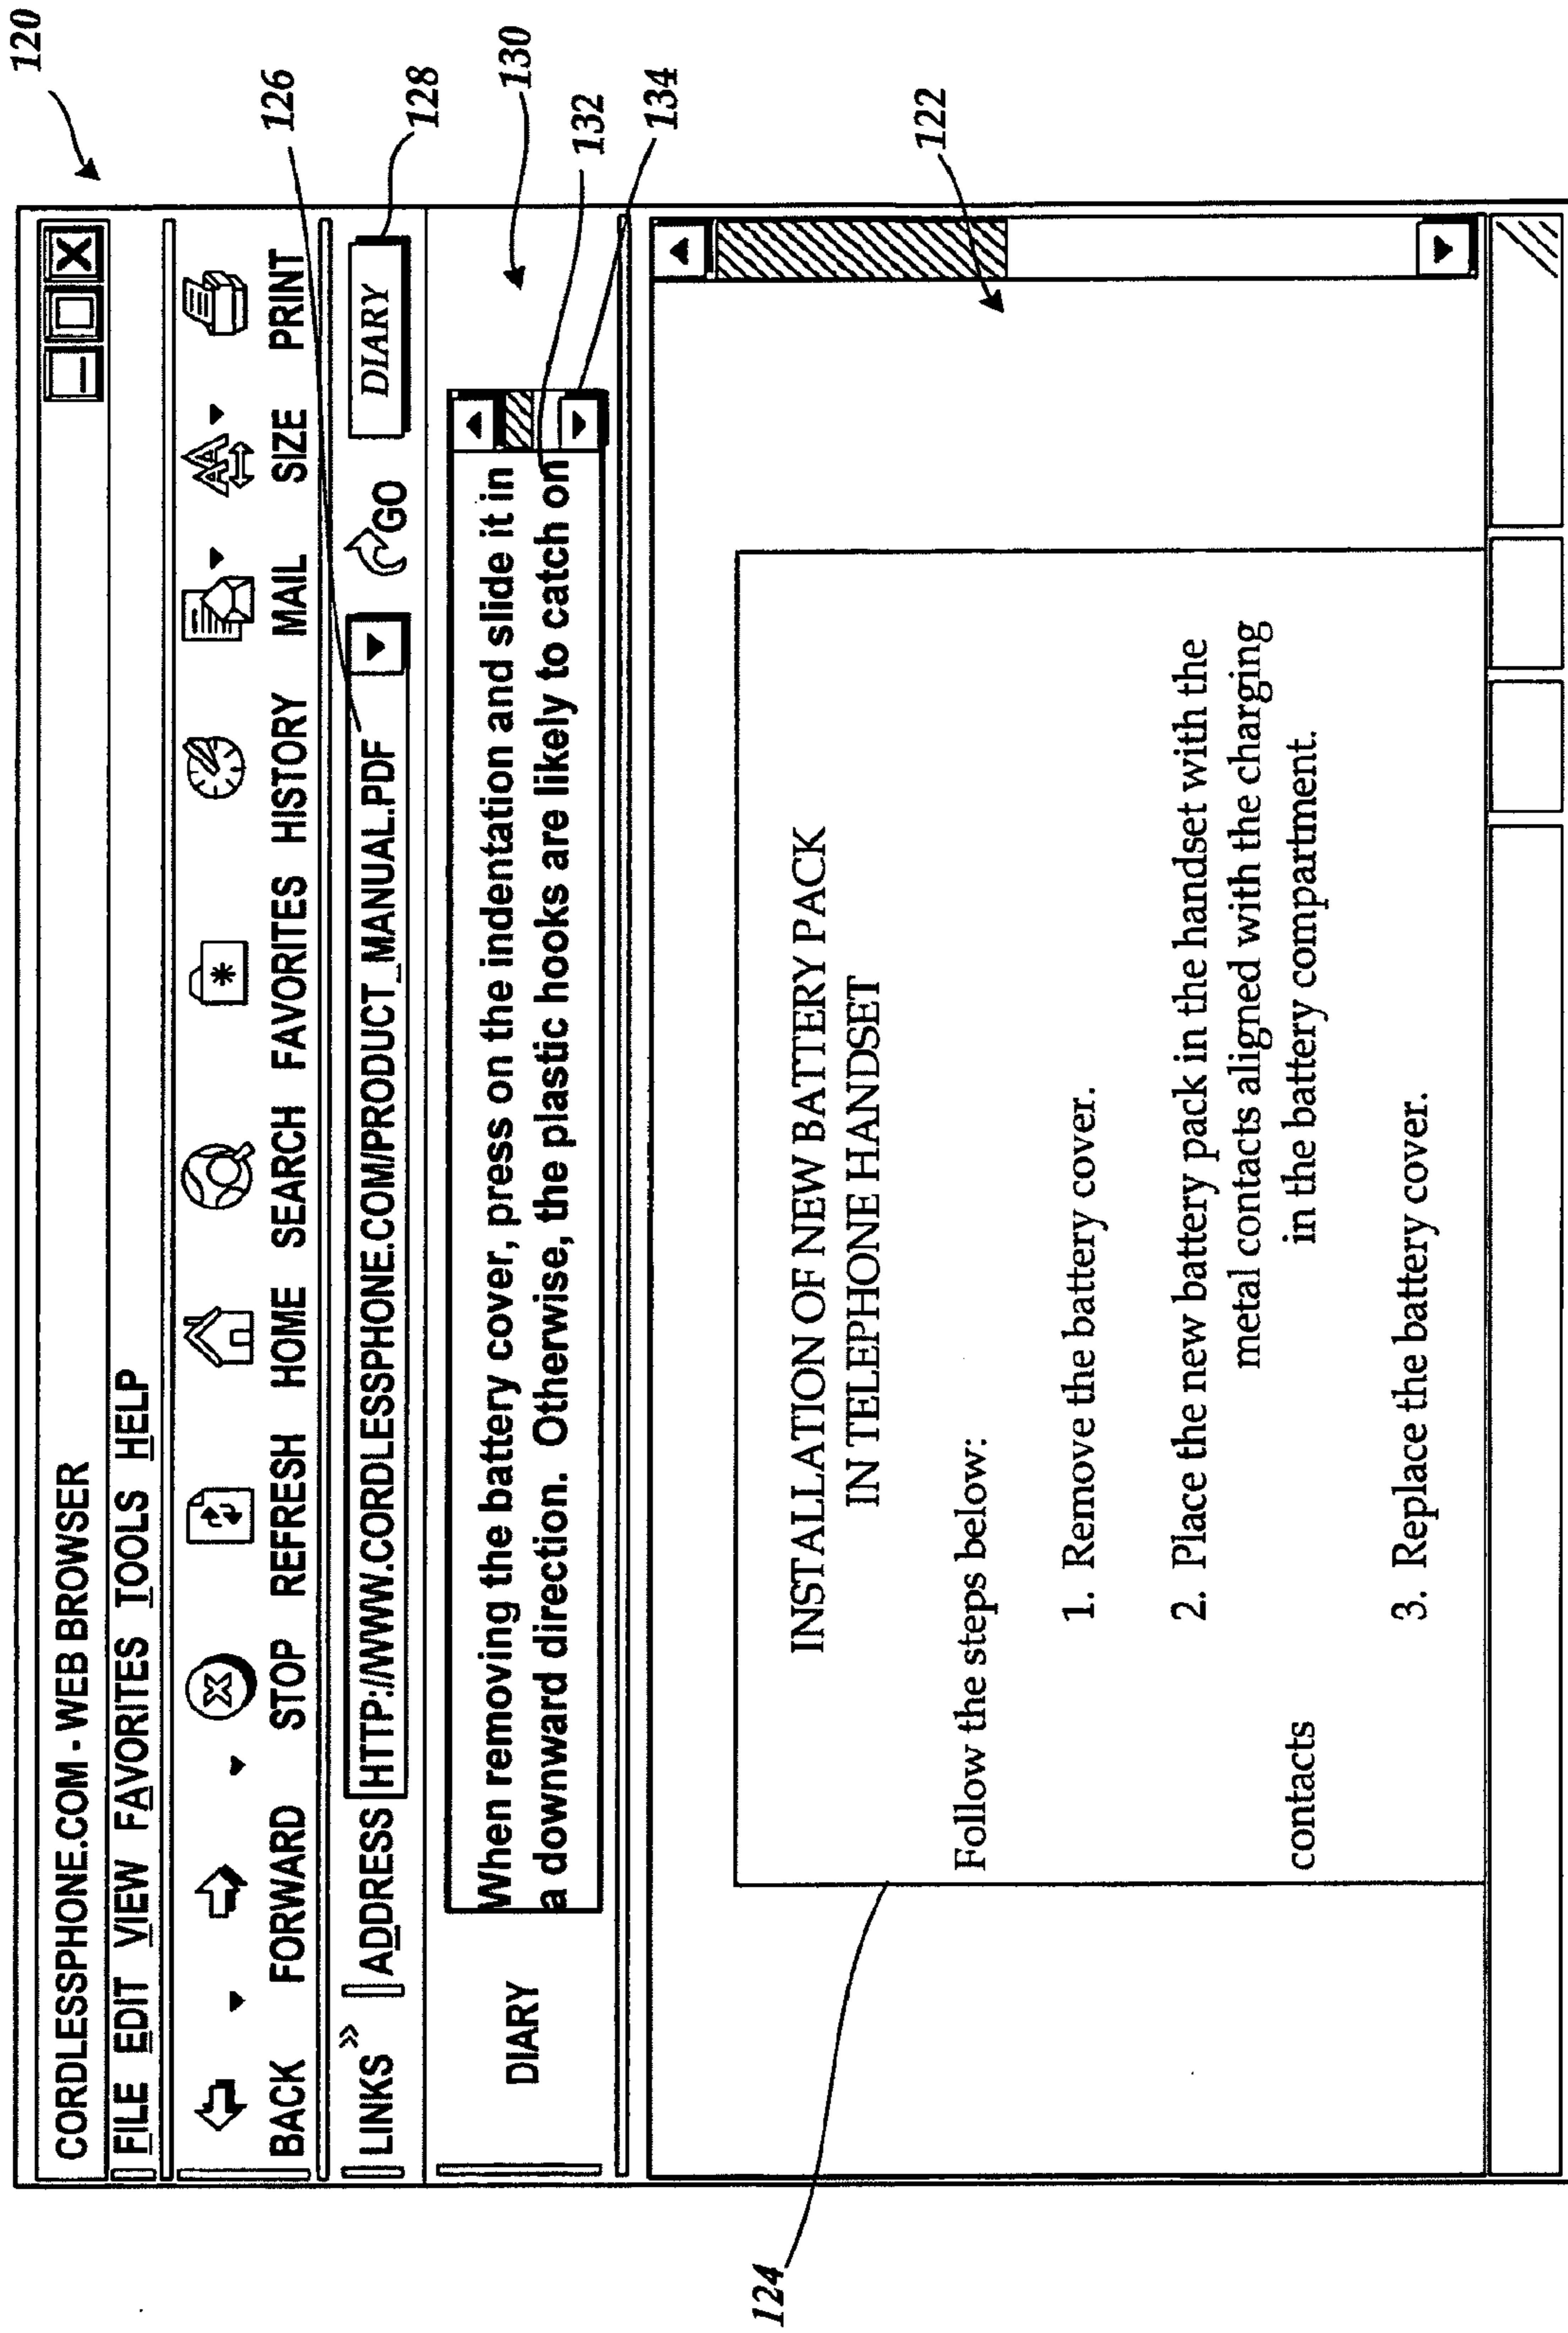 120
CORDLESSPHONE.COM - WEB BROWSER
FILE EDIT VIEW FAVORITES TOOLS HELP
BACK FORWARD STOP REFRESH HOME SEARCH FAVORITES HISTORY MAIL SIZE PRINT
126
LINKS » ADDRESS HTTP://WWW.CORDLESSPHONE.COM/PRODUCT_MANUAL.PDF GO DIARY
128
130
DIARY
When removing the battery cover, press on the indentation and slide it in
a downward direction. Otherwise, the plastic hooks are likely to catch on
132
134
122
124
INSTALLATION OF NEW BATTERY PACK
IN TELEPHONE HANDSET
Follow the steps below:
1. Remove the battery cover.
2. Place the new battery pack in the handset with the
metal contacts aligned with the charging
contacts in the battery compartment.
3. Replace the battery cover.